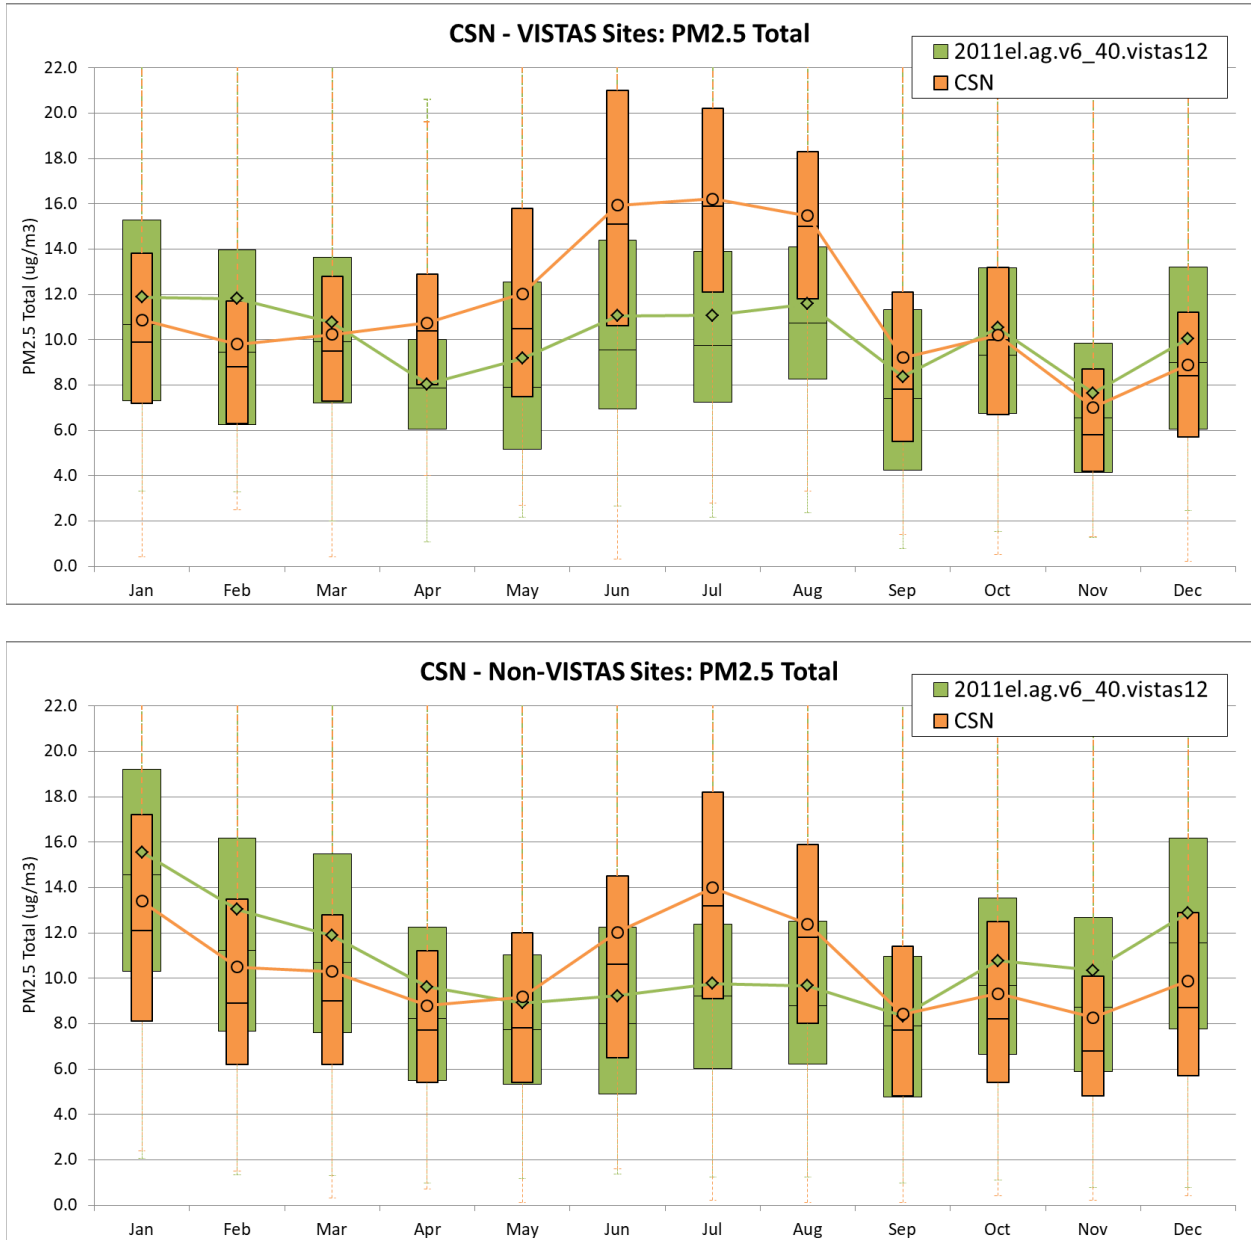 CSN - VISTAS Sites: PM2.5 Total
2011el.ag.v6_40.vistas12
CSN
PM2.5 Total (ug/m3)
22.0
20.0
18.0
16.0
14.0
12.0
10.0
8.0
6.0
4.0
2.0
0.0
Jan Feb Mar Apr May Jun Jul Aug Sep Oct Nov Dec
CSN - Non-VISTAS Sites: PM2.5 Total
2011el.ag.v6_40.vistas12
CSN
PM2.5 Total (ug/m3)
22.0
20.0
18.0
16.0
14.0
12.0
10.0
8.0
6.0
4.0
2.0
0.0
Jan Feb Mar Apr May Jun Jul Aug Sep Oct Nov Dec